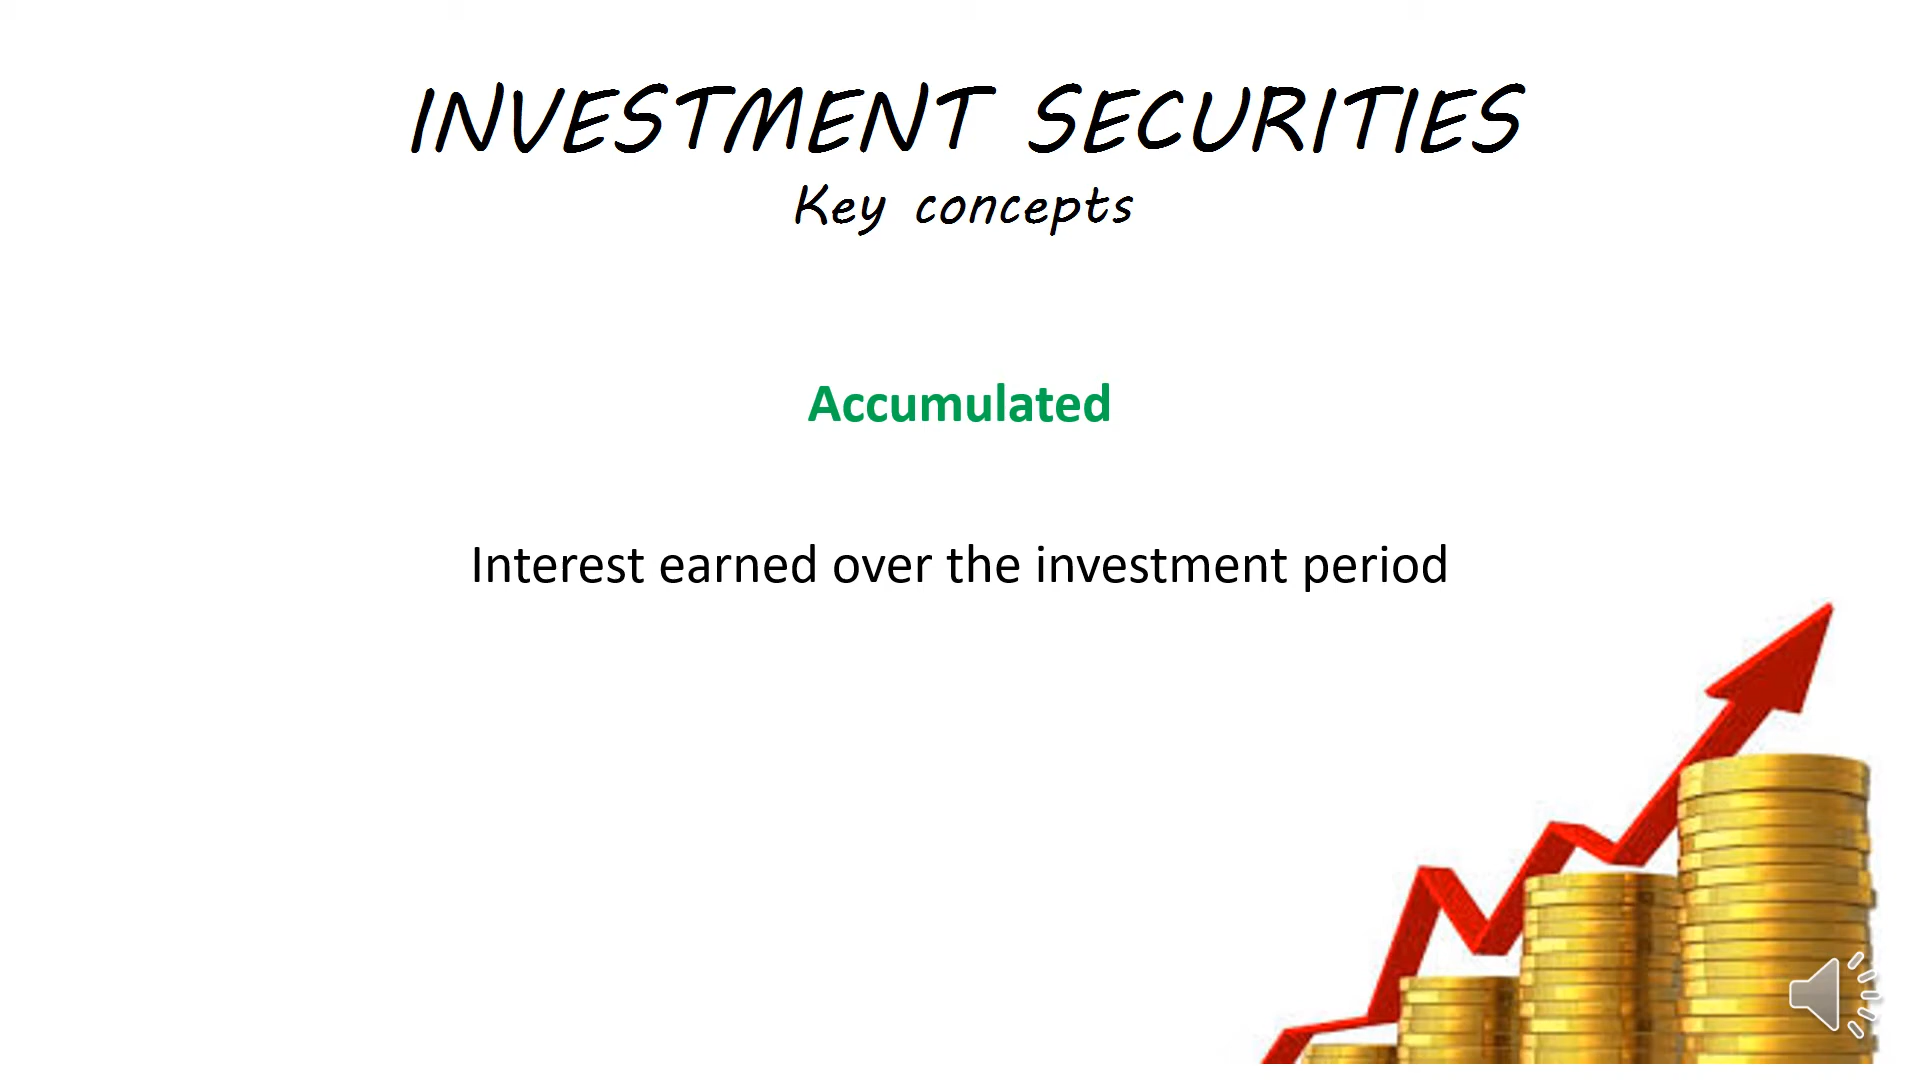 INVESTMENT SECURITIES
Key concepts
Accumulated
Interest earned over the investment period